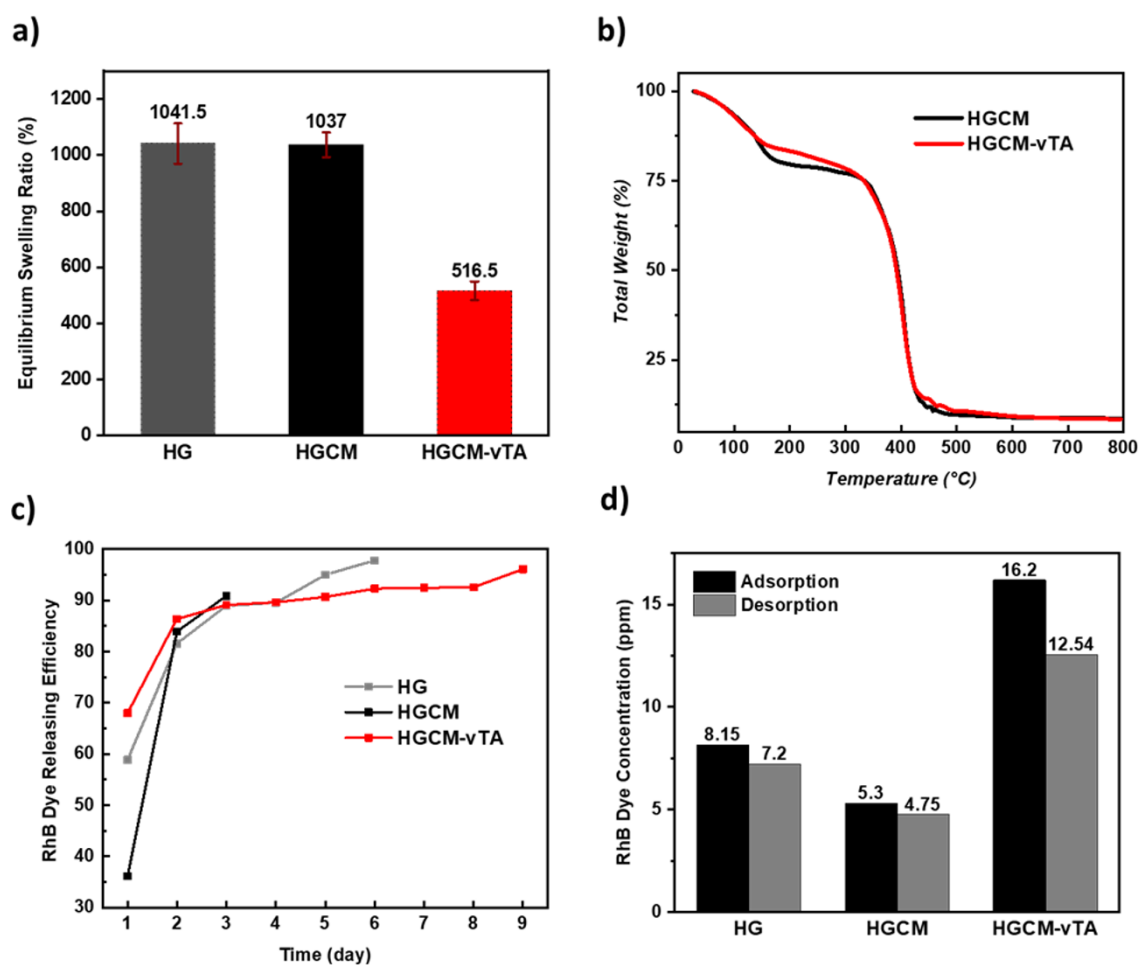 a)
Equilibrium Swelling Ratio (%)
1200
1000
800
600
400
200
0
1041.5
1037
516.5
HG
HGCM
HGCM-vTA
b)
Total Weight (%)
100
75
50
25
HGCM
HGCM-vTA
0 100 200 300 400 500 600 700 800
Temperature (°C)
c)
RhB Dye Releasing Efficiency
100
90
80
70
60
50
40
30
HG
HGCM
HGCM-vTA
1 2 3 4 5 6 7 8 9
Time (day)
d)
RhB Dye Concentration (ppm)
15
10
5
0
Adsorption
Desorption
8.15
7.2
5.3
4.75
16.2
12.54
HG
HGCM
HGCM-vTA